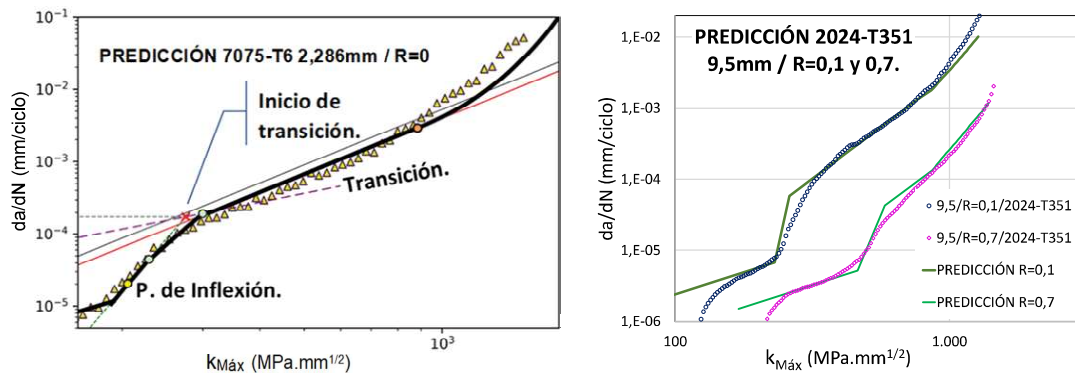 10⁻¹
10⁻²
10⁻³
10⁻⁴
10⁻⁵
da/dN (mm/ciclo)
PREDICCIÓN 7075-T6 2,286mm / R=0
Inicio de
transición.
Transición.
P. de Inflexión.
10³
kMáx (MPa.mm1/2)
1,E-02
1,E-03
1,E-04
1,E-05
1,E-06
da/dN (mm/ciclo)
PREDICCIÓN 2024-T351
9,5mm / R=0,1 y 0,7.
9,5/R=0,1/2024-T351
9,5/R=0,7/2024-T351
PREDICCIÓN R=0,1
PREDICCIÓN R=0,7
100
1.000
kMáx (MPa.mm1/2)